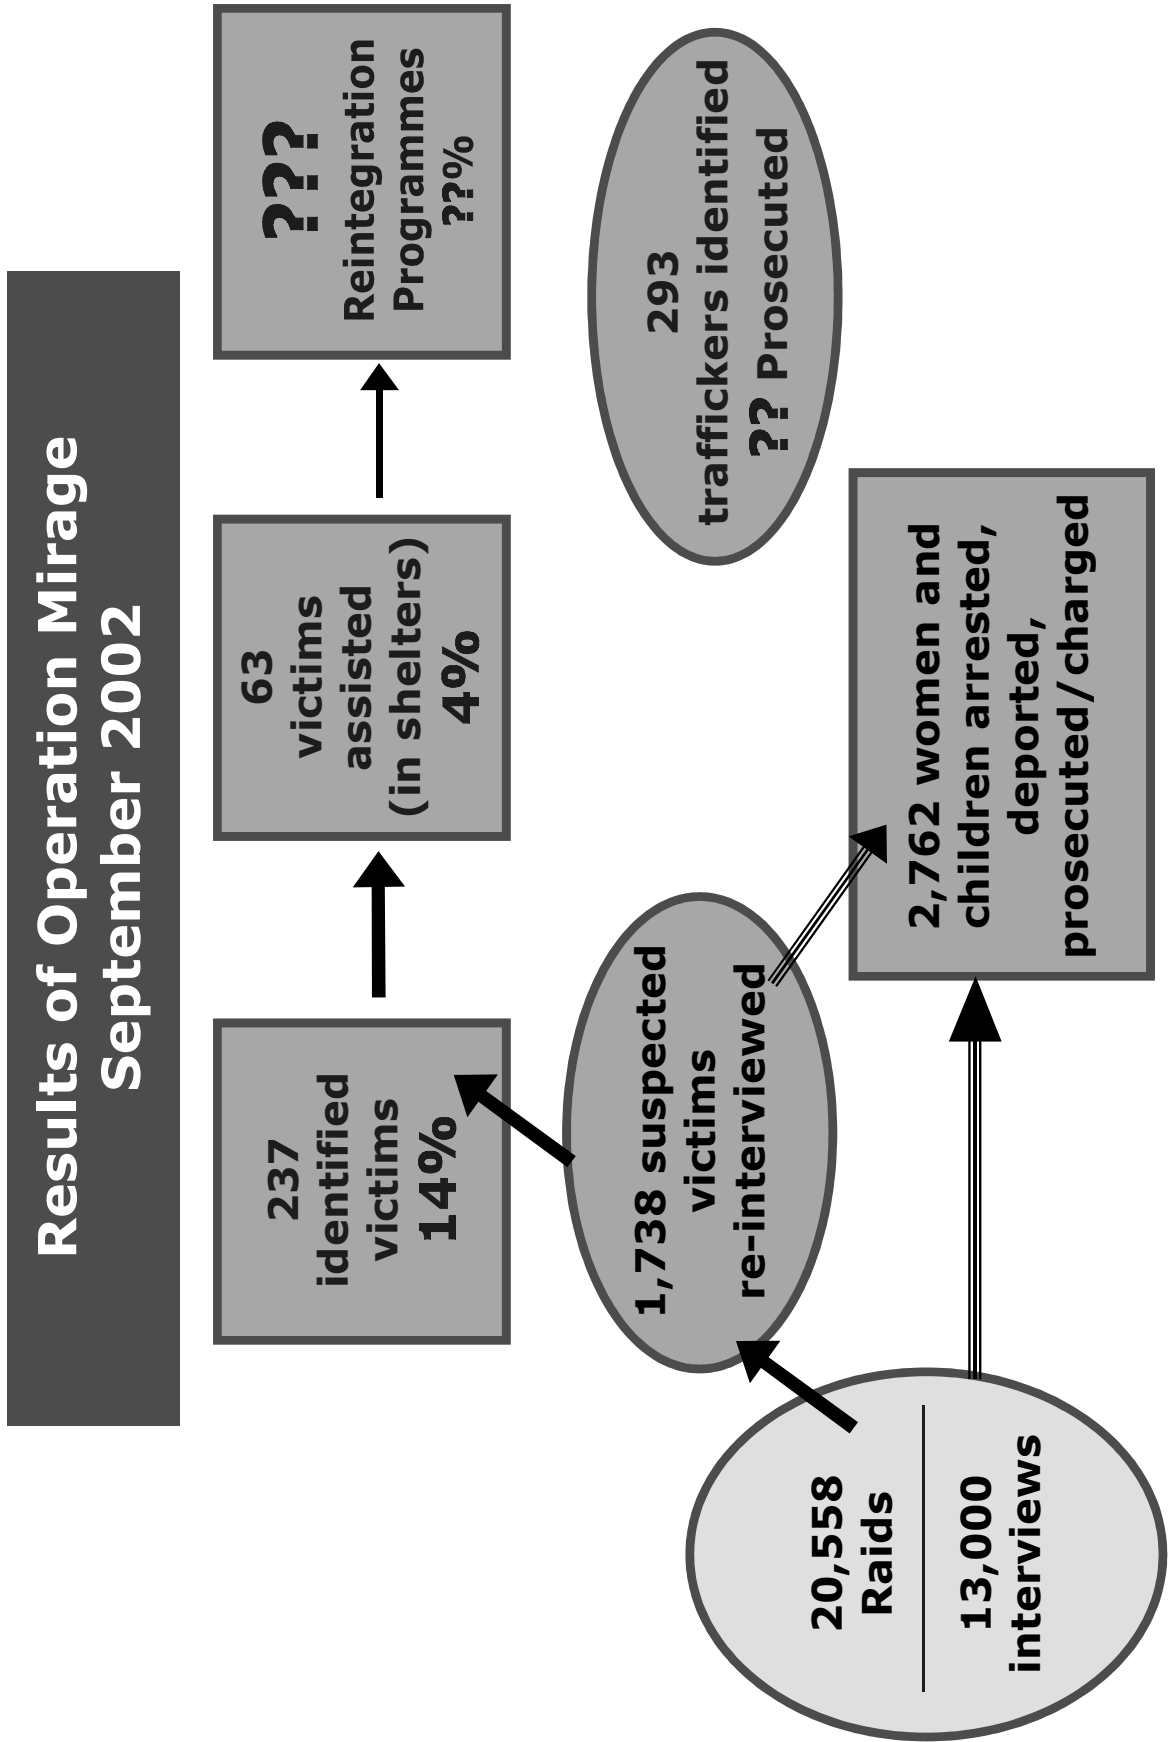 Results of Operation Mirage
September 2002
237
identified
victims
14%
63
victims
assisted
(in shelters)
4%
???
Reintegration
Programmes
??%
1,738 suspected
victims
re-interviewed
293
traffickers identified
?? Prosecuted
20,558
Raids
13,000
interviews
2,762 women and
children arrested,
deported,
prosecuted/charged